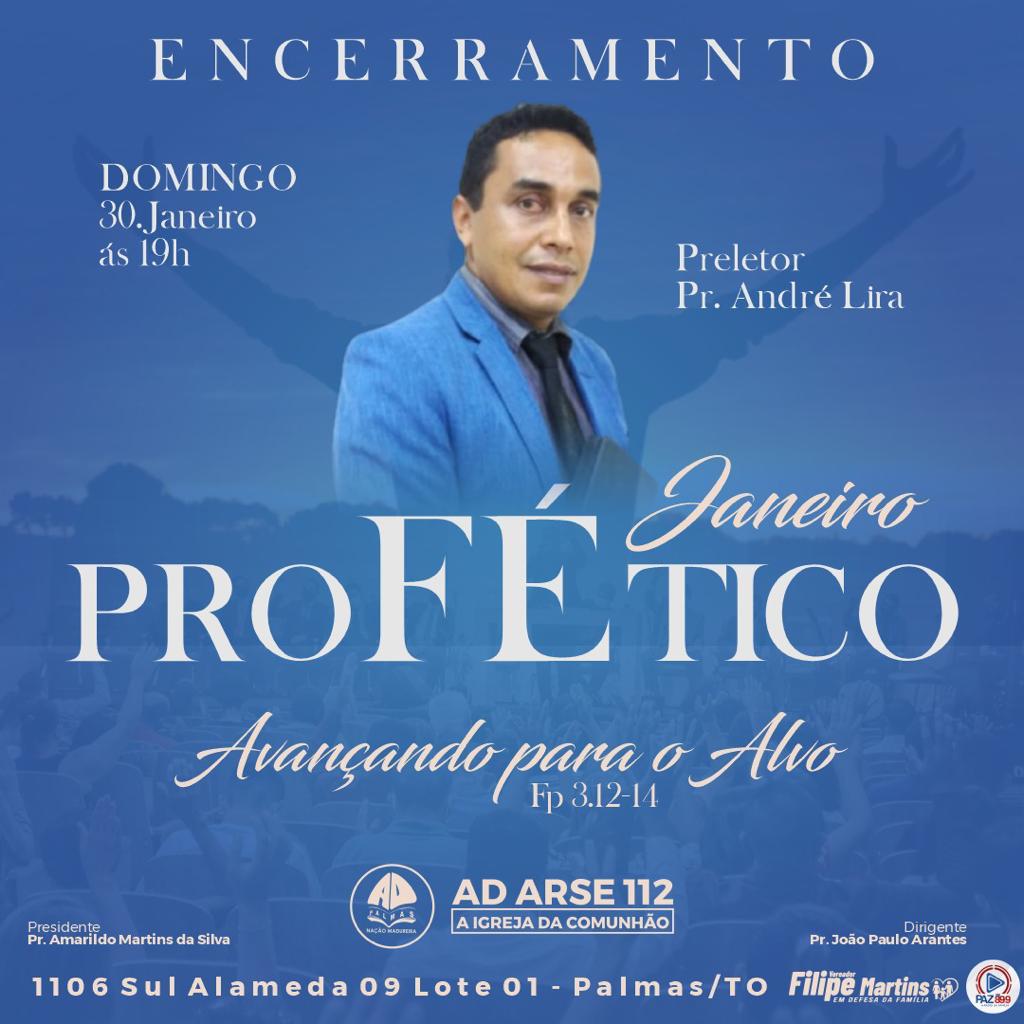 ENCERRAMENTO
DOMINGO
30.Janeiro
ás 19h
Preletor
Pr. André Lira
Janeiro
PROFÉTICO
Avançando para o Alvo
Fp 3.12-14
AD
PALMAS
NAÇÃO MADUREIRA
AD ARSE 112
A IGREJA DA COMUNHÃO
Presidente
Pr. Amarildo Martins da Silva
Dirigente
Pr. João Paulo Arantes
1106 Sul Alameda 09 Lote 01 - Palmas/TO
Vereador
Filipe Martins
EM DEFESA DA FAMÍLIA
PAZ